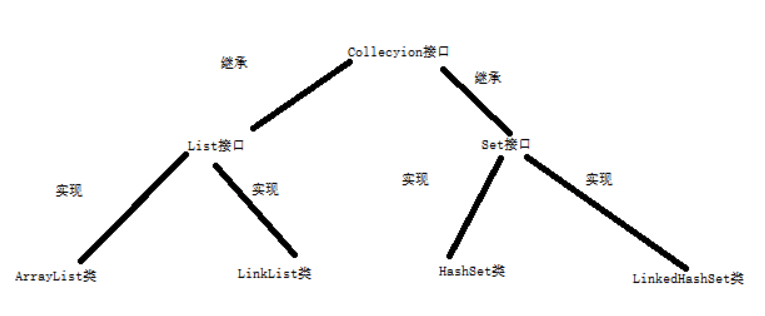 Collecyion接口
继承
继承
List接口
Set接口
实现
实现
实现
实现
ArrayList类
LinkList类
HashSet类
LinkedHashSet类